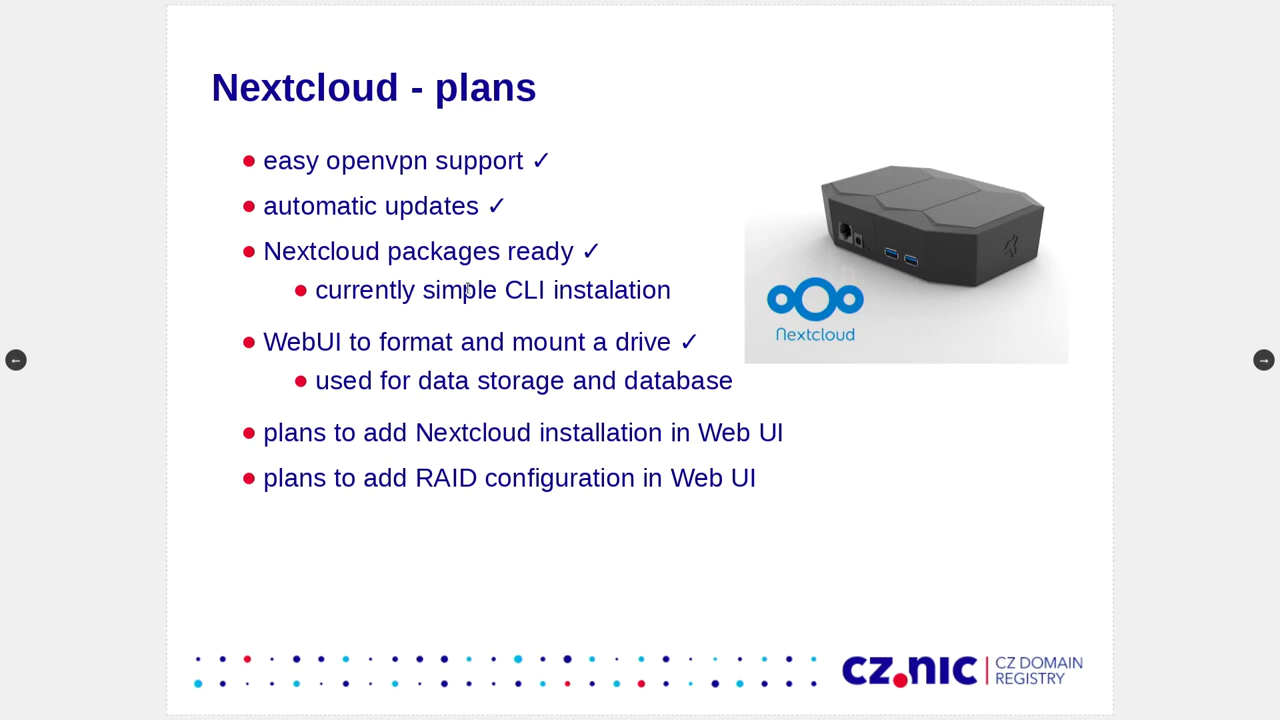 Nextcloud - plans
easy openvpn support ✓
automatic updates ✓
Nextcloud packages ready ✓
currently simple CLI instalation
WebUI to format and mount a drive ✓
used for data storage and database
plans to add Nextcloud installation in Web UI
plans to add RAID configuration in Web UI
Nextcloud
cz.nic
CZ DOMAIN
REGISTRY